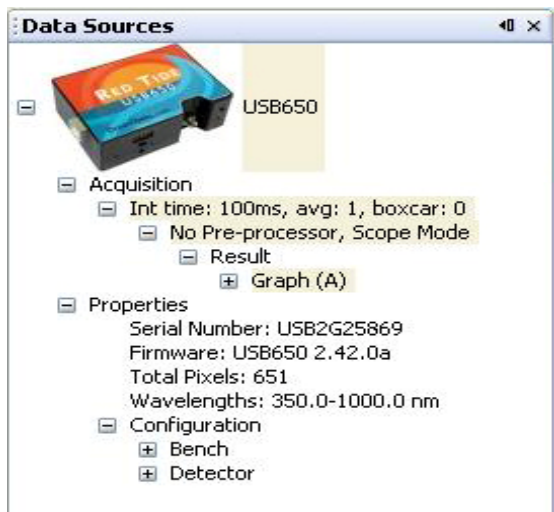 Data Sources
RED TIDE
USB650
USB650
Acquisition
Int time: 100ms, avg: 1, boxcar: 0
No Pre-processor, Scope Mode
Result
Graph (A)
Properties
Serial Number: USB2G25869
Firmware: USB650 2.42.0a
Total Pixels: 651
Wavelengths: 350.0-1000.0 nm
Configuration
Bench
Detector